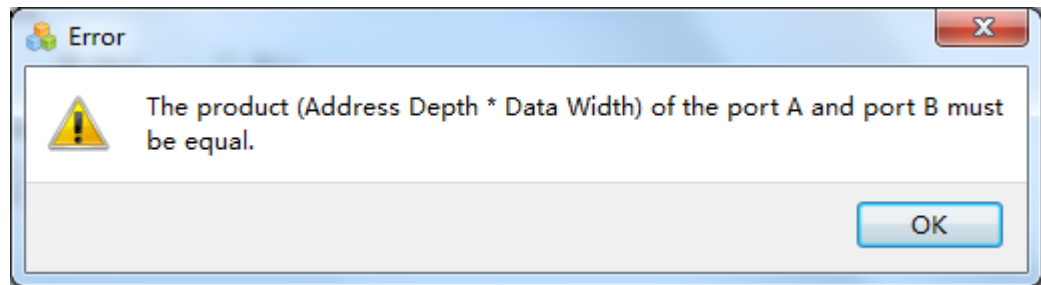 Error
The product (Address Depth * Data Width) of the port A and port B must
be equal.
OK